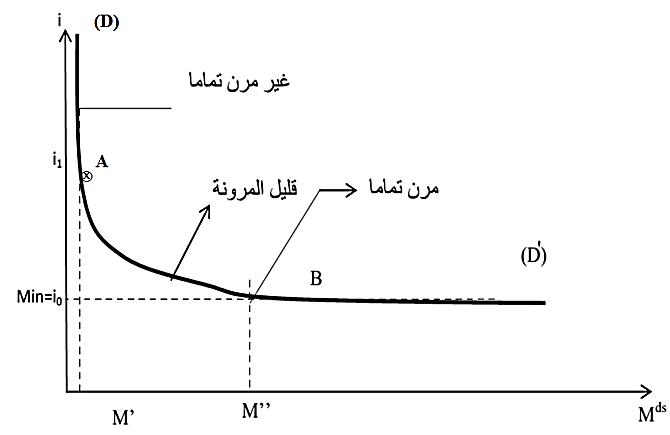 i (D)
غير مرن تماما
i₁ A
قليل المرونة
مرن تماما
(D')
B
Min=i₀
M' M'' Mᵈˢ